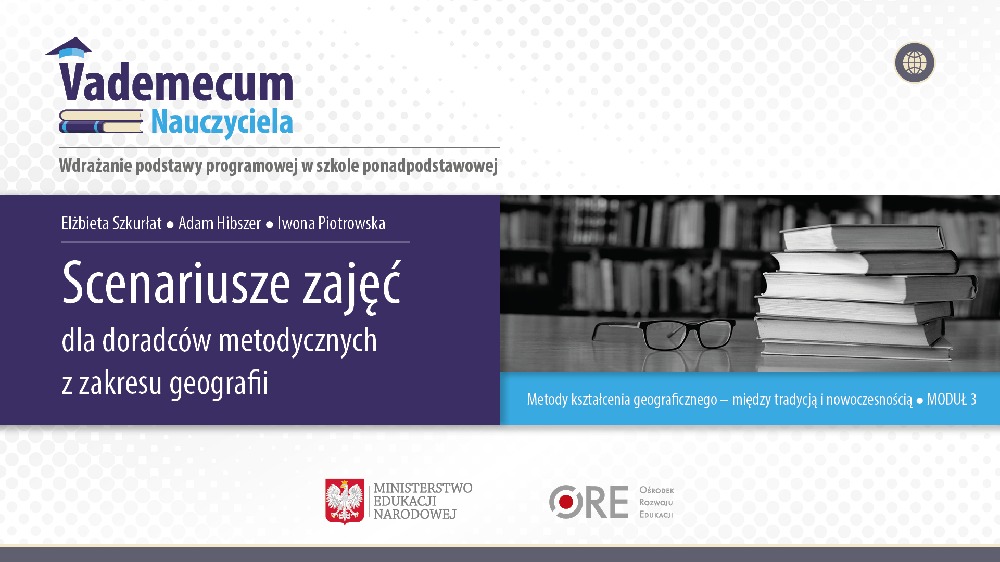 Vademecum
Nauczyciela
Wdrażanie podstawy programowej w szkole ponadpodstawowej
Elżbieta Szkurłat ● Adam Hibszer ● Iwona Piotrowska
Scenariusze zajęć
dla doradców metodycznych
z zakresu geografii
Metody kształcenia geograficznego – między tradycją i nowoczesnością ● MODUŁ 3
MINISTERSTWO
EDUKACJI
NARODOWEJ
ORE
Ośrodek
Rozwoju
Edukacji